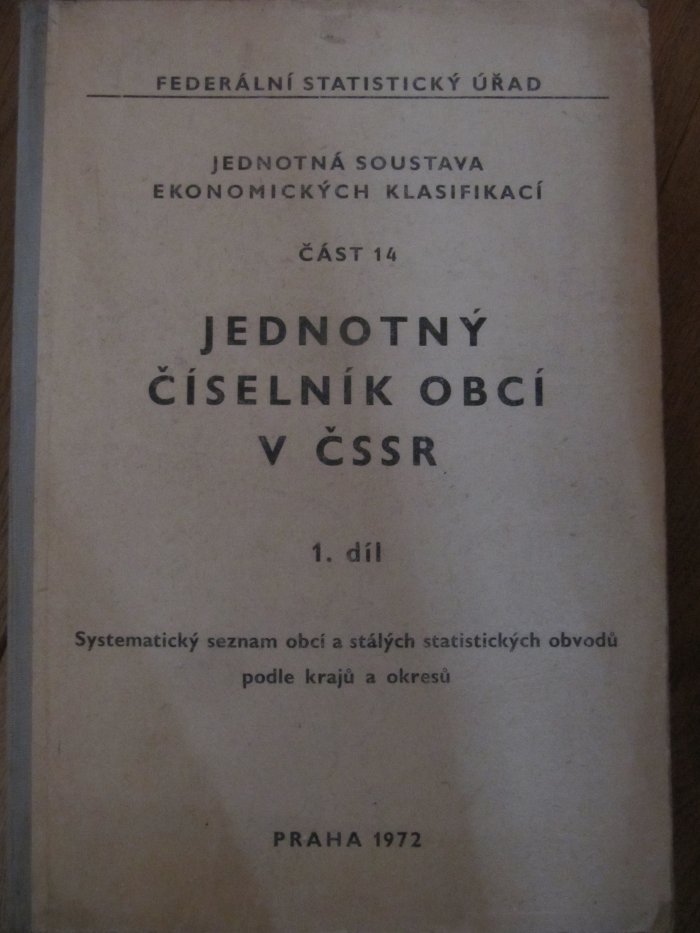 FEDERÁLNÍ STATISTICKÝ ÚŘAD
JEDNOTNÁ SOUSTAVA
EKONOMICKÝCH KLASIFIKACÍ
ČÁST 14
JEDNOTNÝ
ČÍSELNÍK OBCÍ
V ČSSR
1. díl
Systematický seznam obcí a stálých statistických obvodů
podle krajů a okresů
PRAHA 1972